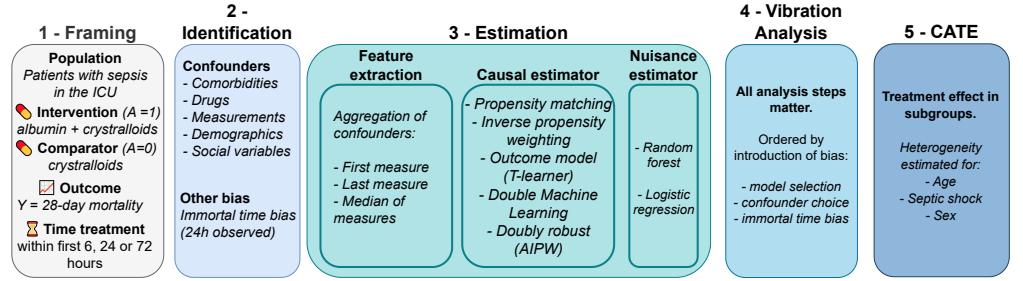 1 - Framing
Population
Patients with sepsis
in the ICU
Intervention (A =1)
albumin + crystralloids
Comparator (A=0)
crystralloids
Outcome
Y = 28-day mortality
Time treatment
within first 6, 24 or 72
hours
2 -
Identification
Confounders
- Comorbidities
- Drugs
- Measurements
- Demographics
- Social variables
Other bias
Immortal time bias
(24h observed)
3 - Estimation
Feature
extraction
Aggregation of
confounders:
- First measure
- Last measure
- Median of
measures
Causal estimator
- Propensity matching
- Inverse propensity
weighting
- Outcome model
(T-learner)
- Double Machine
Learning
- Doubly robust
(AIPW)
Nuisance
estimator
- Random
forest
- Logistic
regression
4 - Vibration
Analysis
All analysis steps
matter.
Ordered by
introduction of bias:
- model selection
- confounder choice
- immortal time bias
5 - CATE
Treatment effect in
subgroups.
Heterogeneity
estimated for:
- Age
- Septic shock
- Sex